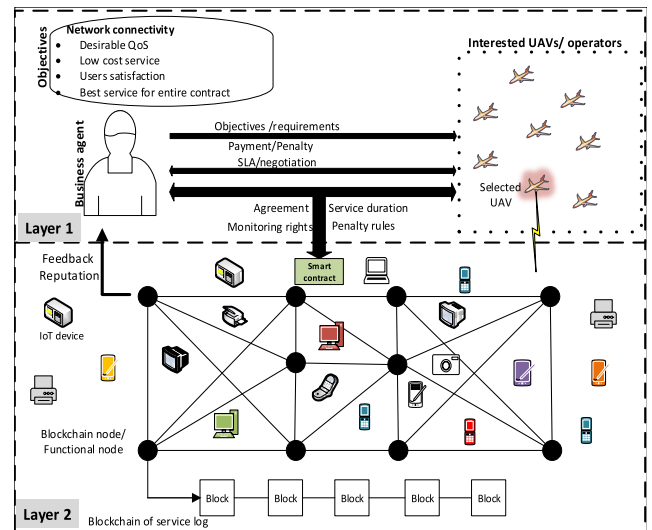 Objectives
Network connectivity
• Desirable QoS
• Low cost service
• Users satisfaction
• Best service for entire contract
Interested UAVs/ operators
Business agent
Objectives /requirements
Payment/Penalty
SLA/negotiation
Selected
UAV
Agreement
Service duration
Monitoring rights
Penalty rules
Layer 1
Feedback
Reputation
Smart
contract
IoT device
Blockchain node/
Functional node
Block
Block
Block
Block
Block
Layer 2
Blockchain of service log